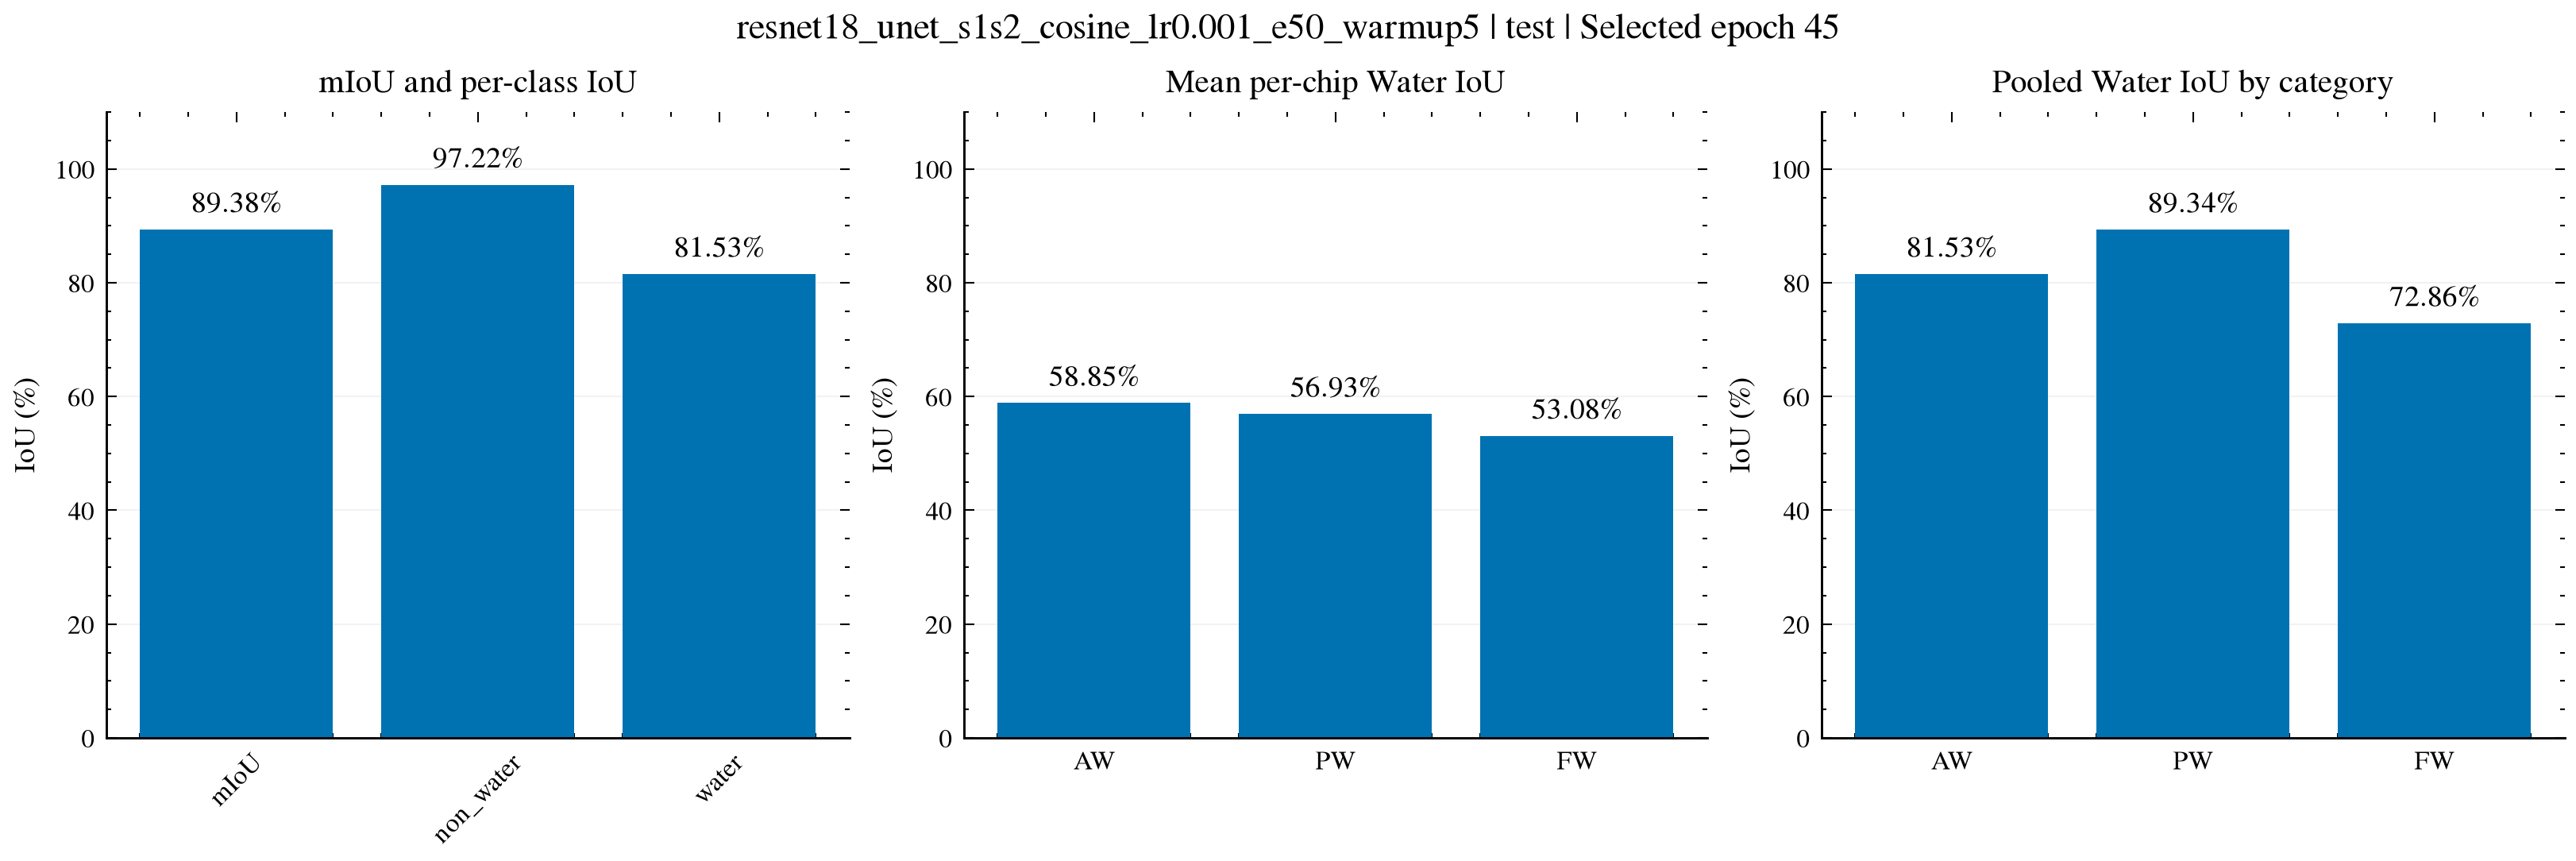 resnet18_unet_s1s2_cosine_lr0.001_e50_warmup5 | test | Selected epoch 45
mIoU and per-class IoU
IoU (%)
100
80
60
40
20
0
89.38%
97.22%
81.53%
mIoU
non_water
water
Mean per-chip Water IoU
IoU (%)
100
80
60
40
20
0
58.85%
56.93%
53.08%
AW
PW
FW
Pooled Water IoU by category
IoU (%)
100
80
60
40
20
0
81.53%
89.34%
72.86%
AW
PW
FW